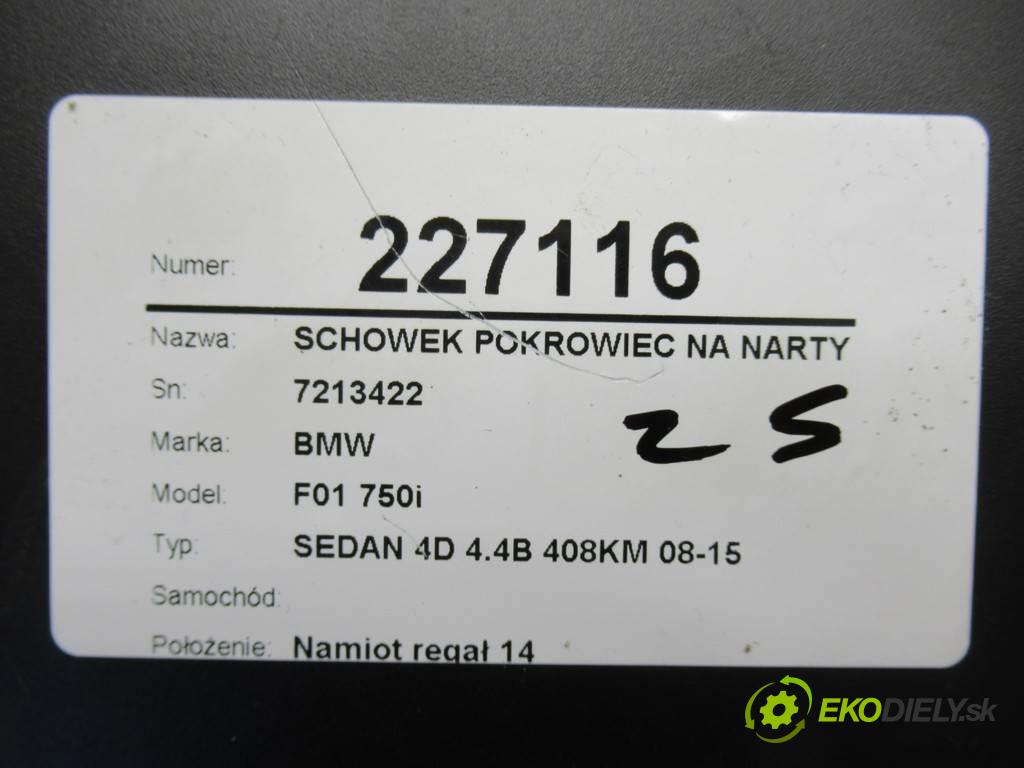 Numer: 227116
Nazwa: SCHOWEK POKROWIEC NA NARTY
Sn: 7213422
Marka: BMW
Model: F01 750i
Typ: SEDAN 4D 4.4B 408KM 08-15
Samochód:
Położenie: Namiot regał 14
2 S
EKODIELY.sk